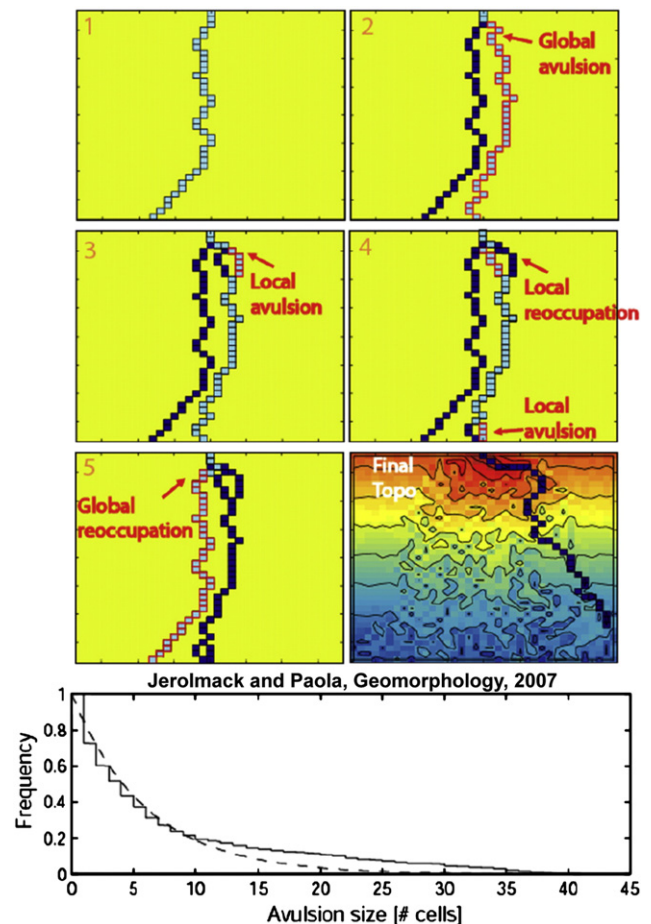 1
2
Global
avulsion
3
Local
avulsion
4
Local
reoccupation
Local
avulsion
5
Global
reoccupation
Final
Topo
Jerolmack and Paola, Geomorphology, 2007
Frequency
1
0.8
0.6
0.4
0.2
0
0 5 10 15 20 25 30 35 40 45
Avulsion size [# cells]